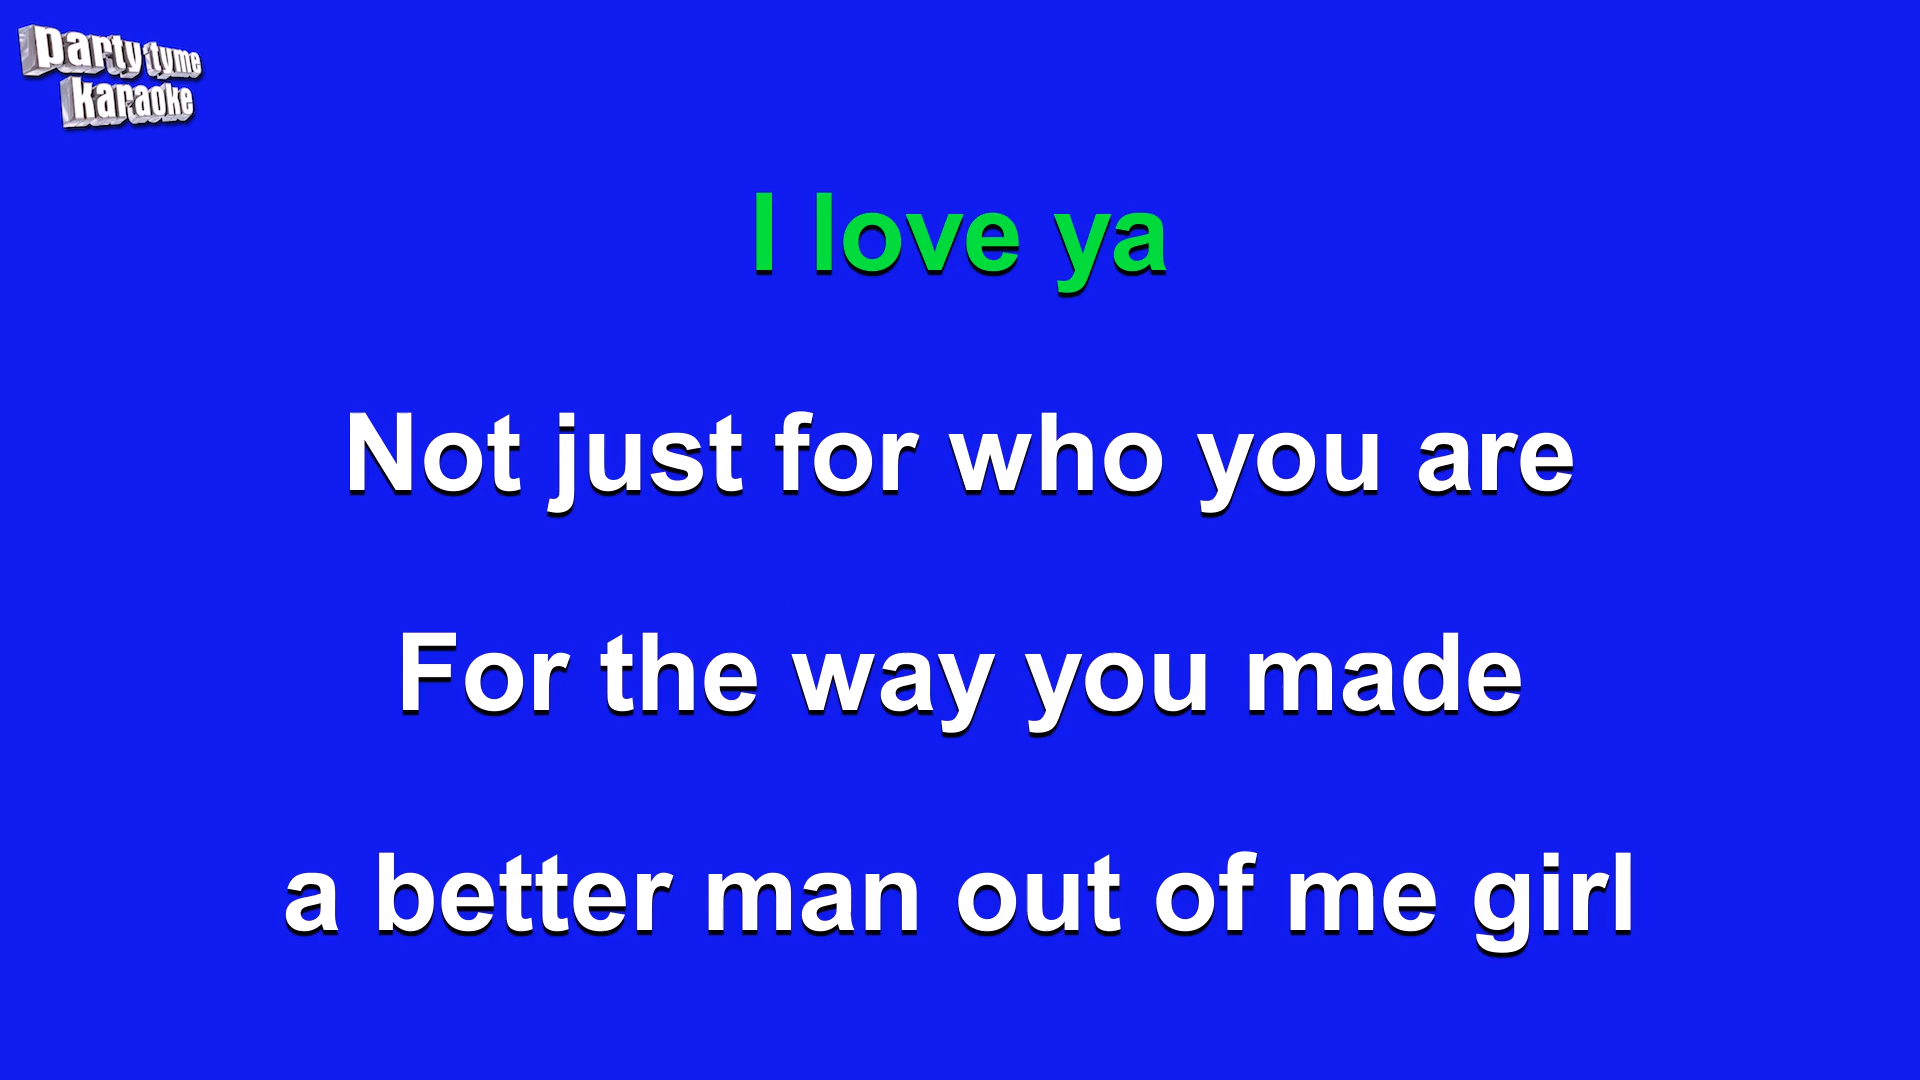 party tyme
karaoke
I love ya
Not just for who you are
For the way you made
a better man out of me girl